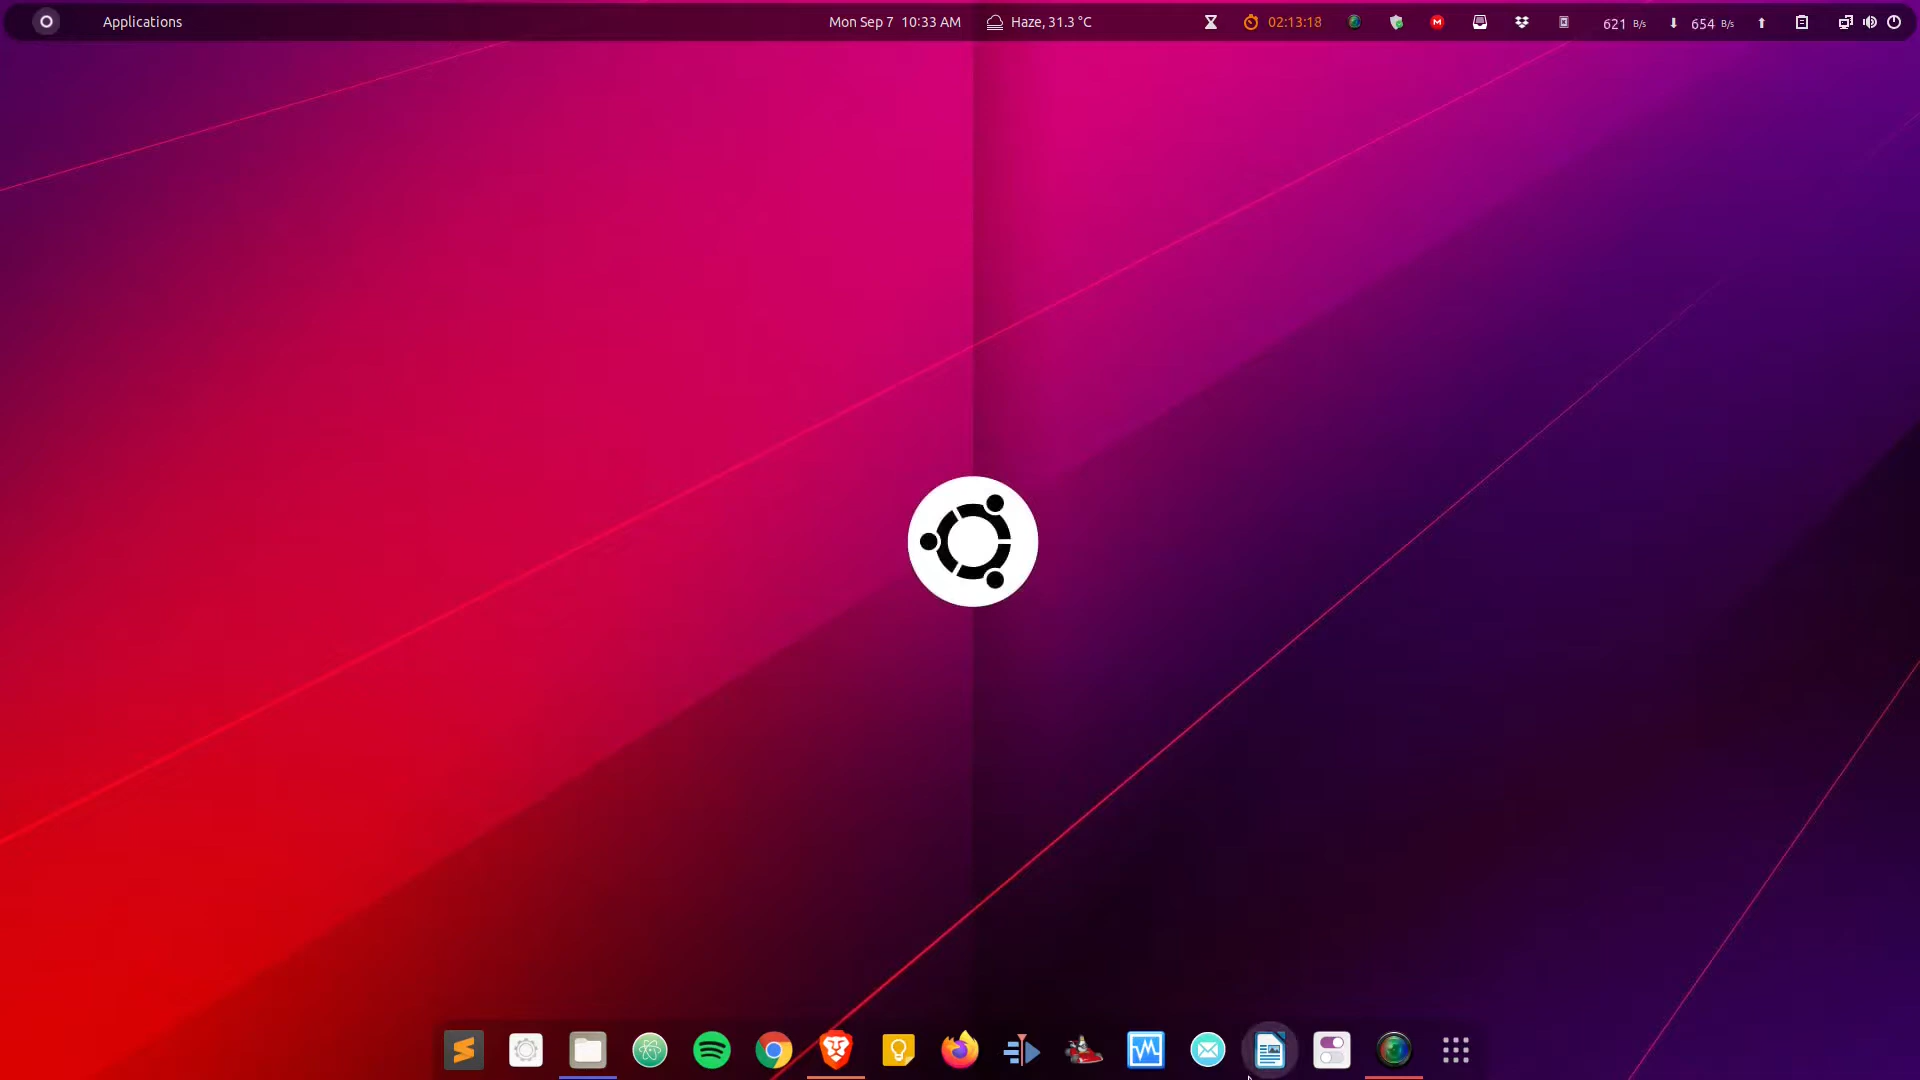 Applications
Mon Sep 7 10:33 AM
Haze, 31.3 °C
02:13:18
621 B/s
654 B/s